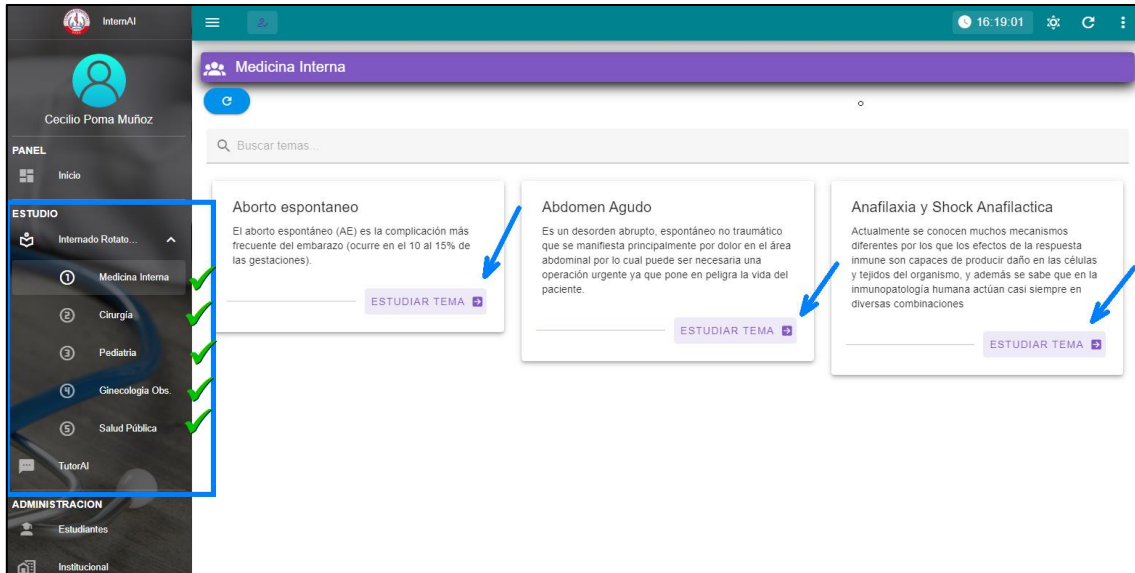 InternAI
16:19:01
Cecilio Poma Muñoz
PANEL
Inicio
ESTUDIO
Internado Rotato...
1 Medicina Interna
2 Cirugía
3 Pediatria
4 Ginecologia Obs.
5 Salud Pública
TutorAI
ADMINISTRACION
Estudiantes
Institucional
Medicina Interna
Buscar temas...
Aborto espontaneo
El aborto espontáneo (AE) es la complicación más
frecuente del embarazo (ocurre en el 10 al 15% de
las gestaciones).
ESTUDIAR TEMA
Abdomen Agudo
Es un desorden abrupto, espontáneo no traumático
que se manifiesta principalmente por dolor en el área
abdominal por lo cual puede ser necesaria una
operación urgente ya que pone en peligra la vida del
paciente.
ESTUDIAR TEMA
Anafilaxia y Shock Anafilactica
Actualmente se conocen muchos mecanismos
diferentes por los que los efectos de la respuesta
inmune son capaces de producir daño en las células
y tejidos del organismo, y además se sabe que en la
inmunopatología humana actúan casi siempre en
diversas combinaciones
ESTUDIAR TEMA